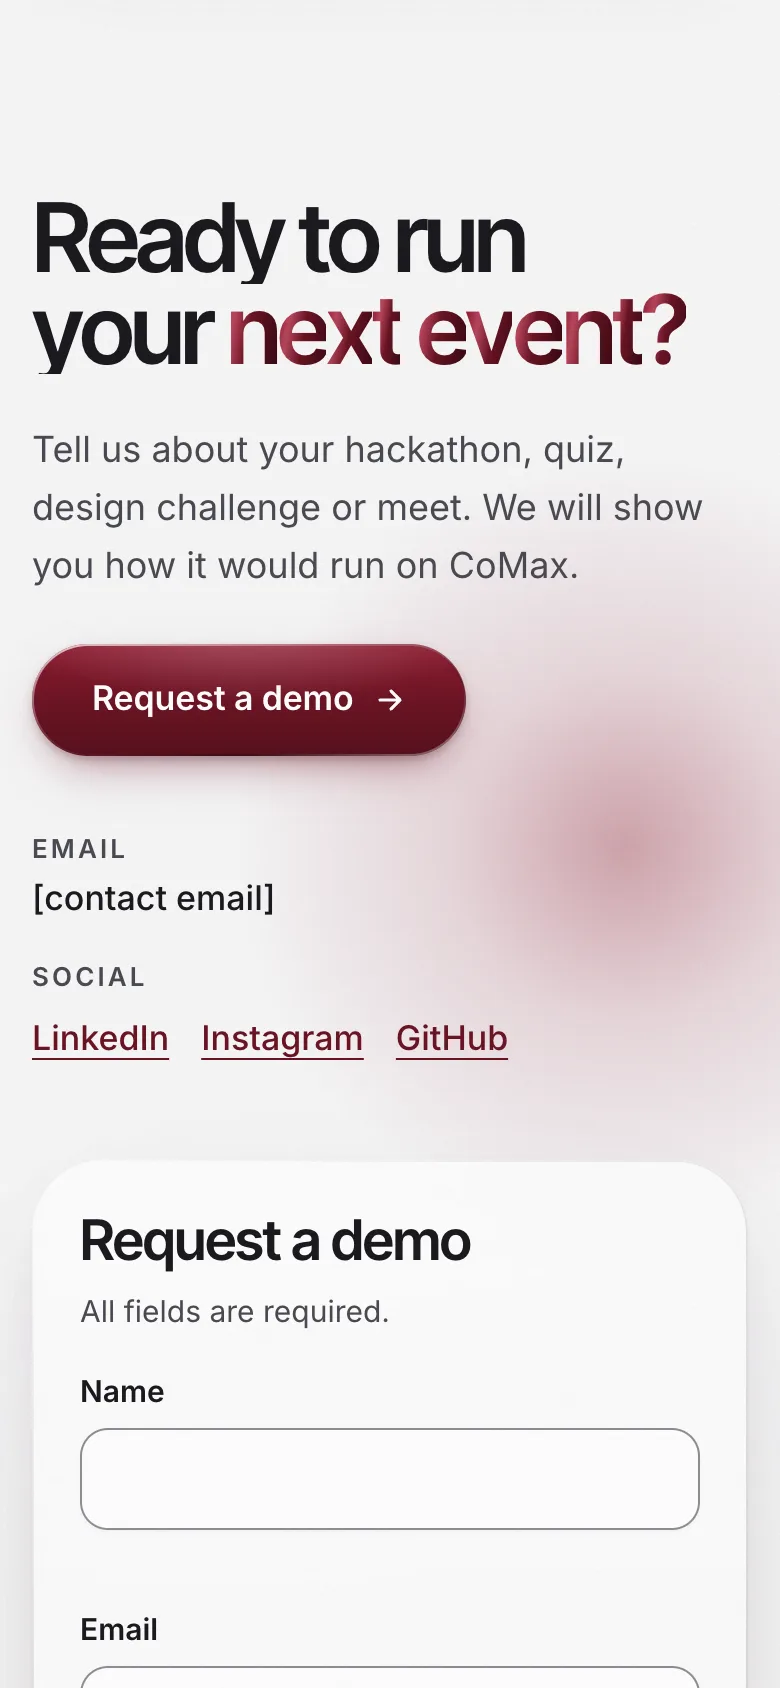 Ready to run
your next event?
Tell us about your hackathon, quiz,
design challenge or meet. We will show
you how it would run on CoMax.
Request a demo →
EMAIL
[contact email]
SOCIAL
LinkedIn Instagram GitHub
Request a demo
All fields are required.
Name
Email